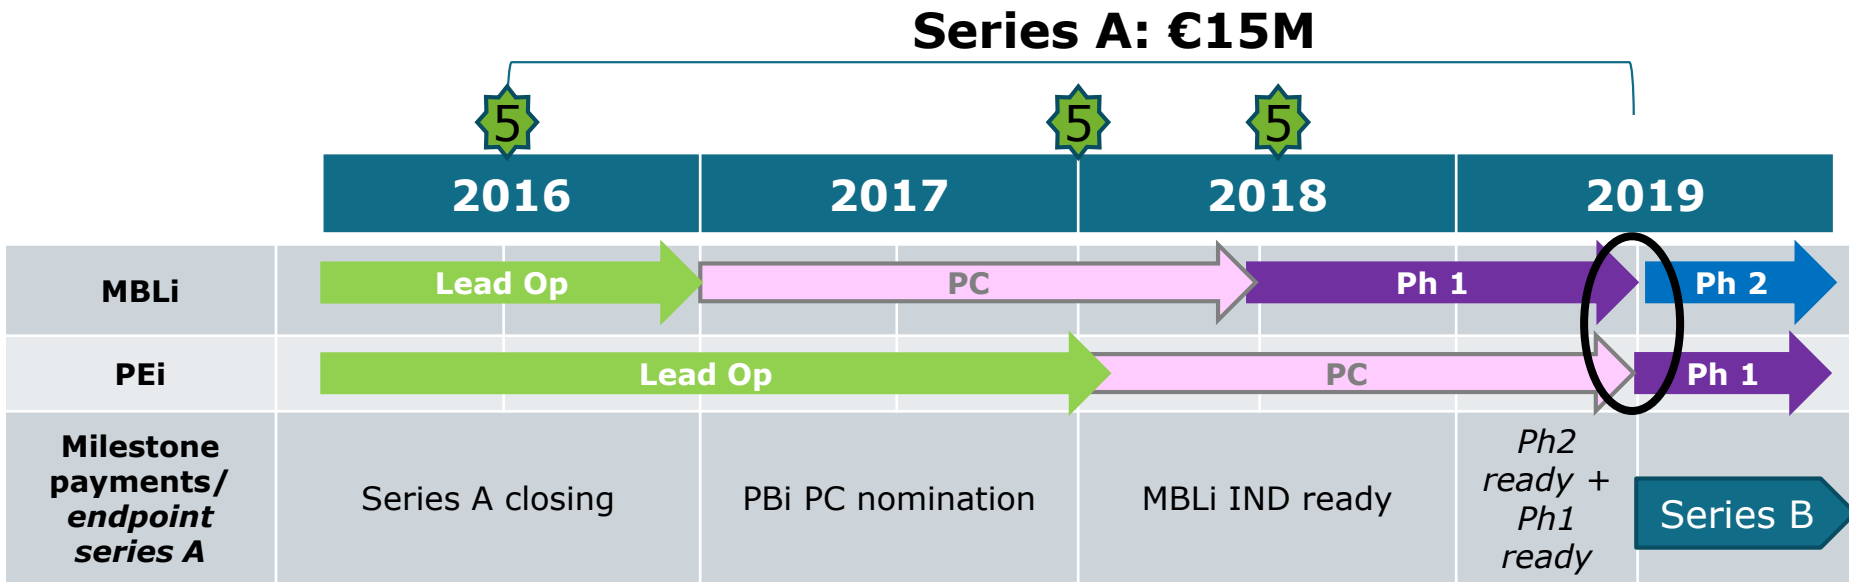 Series A: €15M
5 5 5
2016 2017 2018 2019
MBLi Lead Op PC Ph 1 Ph 2
PEi Lead Op PC Ph 1
Milestone
payments/
endpoint
series A
Series A closing
PBi PC nomination
MBLi IND ready
Ph2
ready +
Ph1
ready
Series B